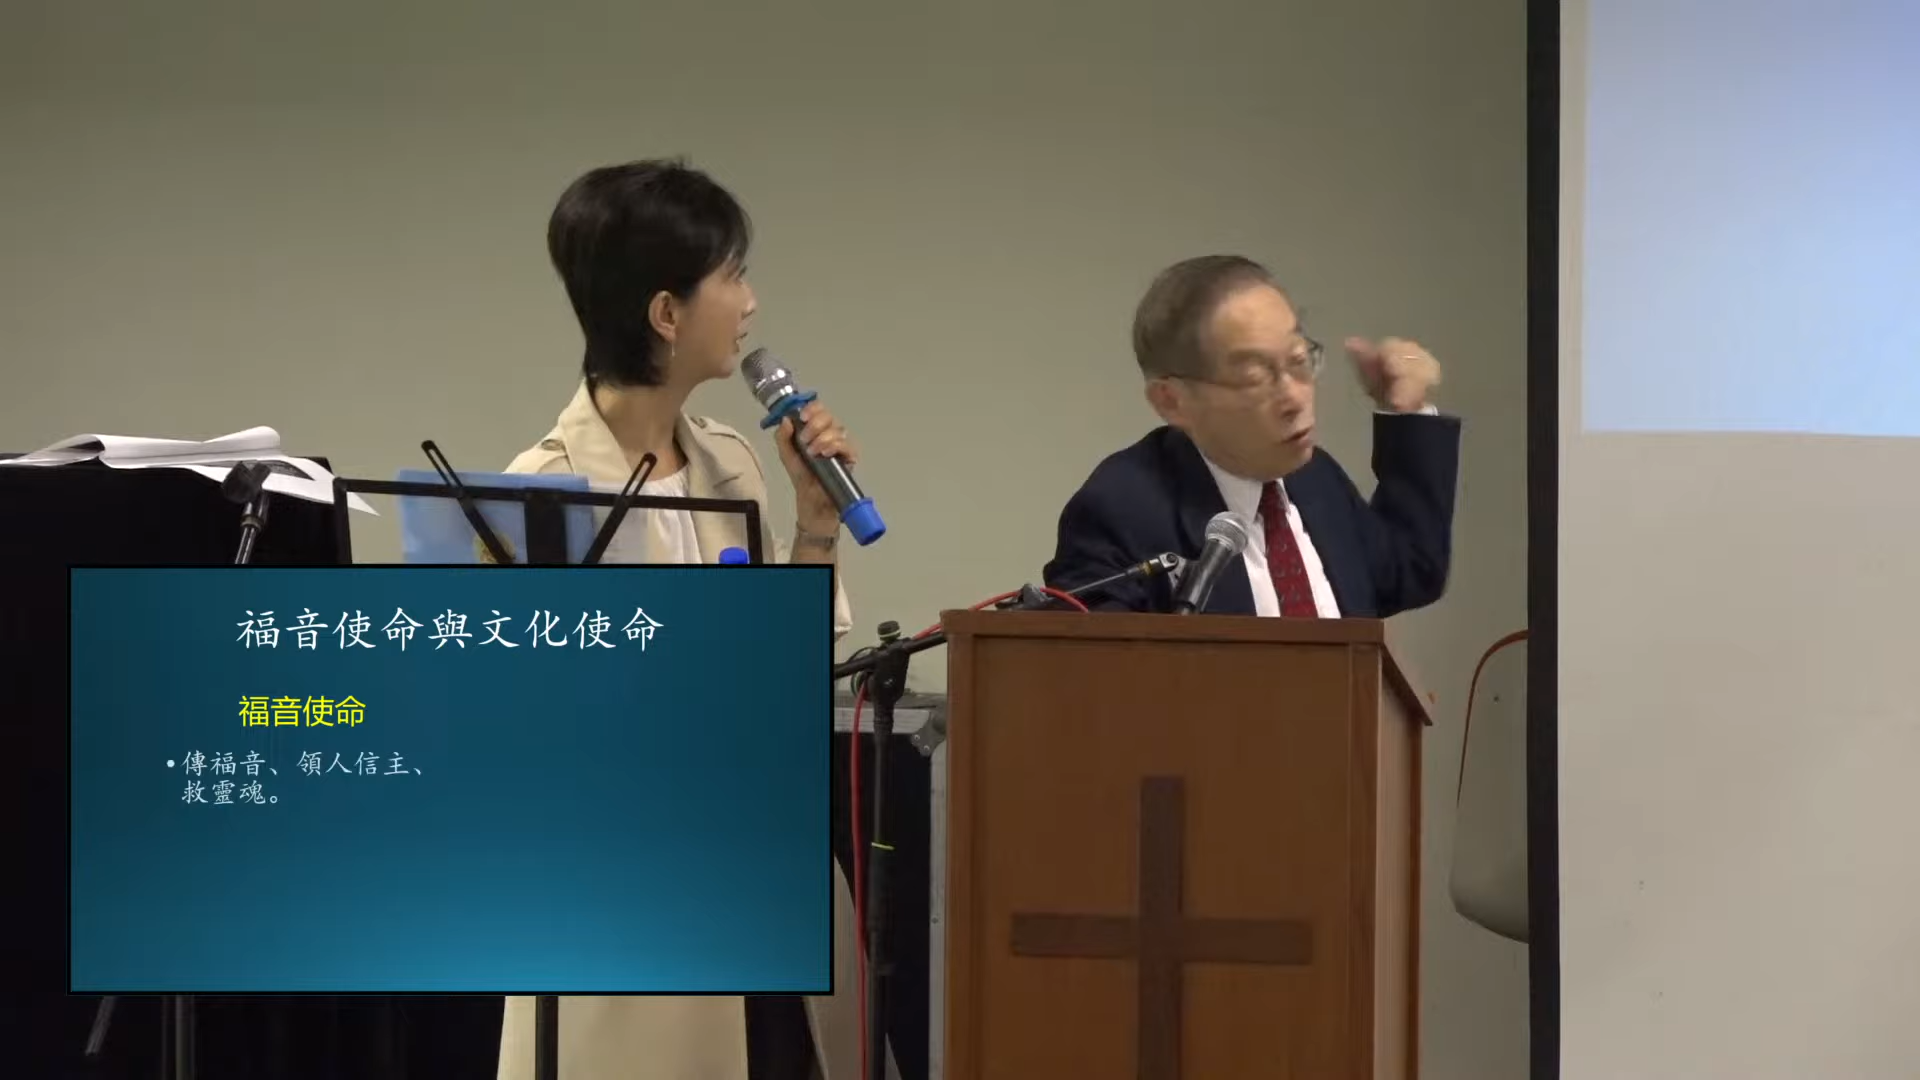 福音使命與文化使命
福音使命
•傳福音、領人信主、
救靈魂。